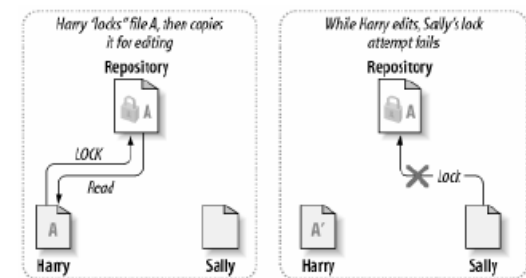 Harry "locks" file A, then copies
it for editing
Repository
A
LOCK
Read
A
Harry
Sally
While Harry edits, Sally's lock
attempt fails
Repository
A
Lock
A'
Harry
Sally